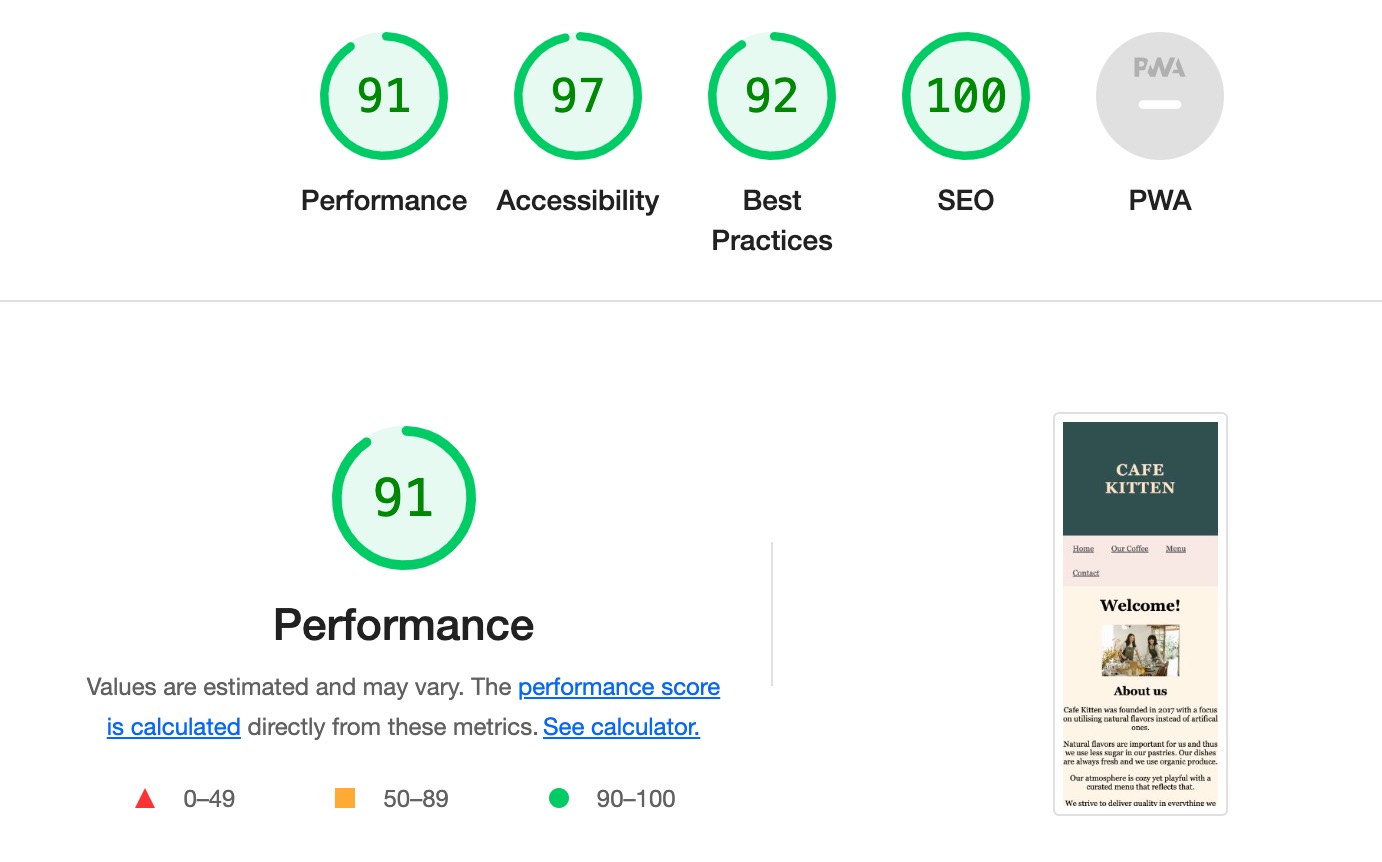 91
97
92
100
PWA
Performance
Accessibility
Best
Practices
SEO
PWA
91
Performance
Values are estimated and may vary. The performance score
is calculated directly from these metrics. See calculator.
0–49
50–89
90–100
CAFE
KITTEN
Home
Our Coffee
Menu
Contact
Welcome!
About us
Cafe Kitten was founded in 2017 with a focus
on utilising natural flavors instead of artifical
ones.
Natural flavors are important for us and thus
we use less sugar in our pastries. Our dishes
are always fresh and we use organic produce.
Our atmosphere is cozy yet playful with a
curated menu that reflects that.
We strive to deliver quality in everything we